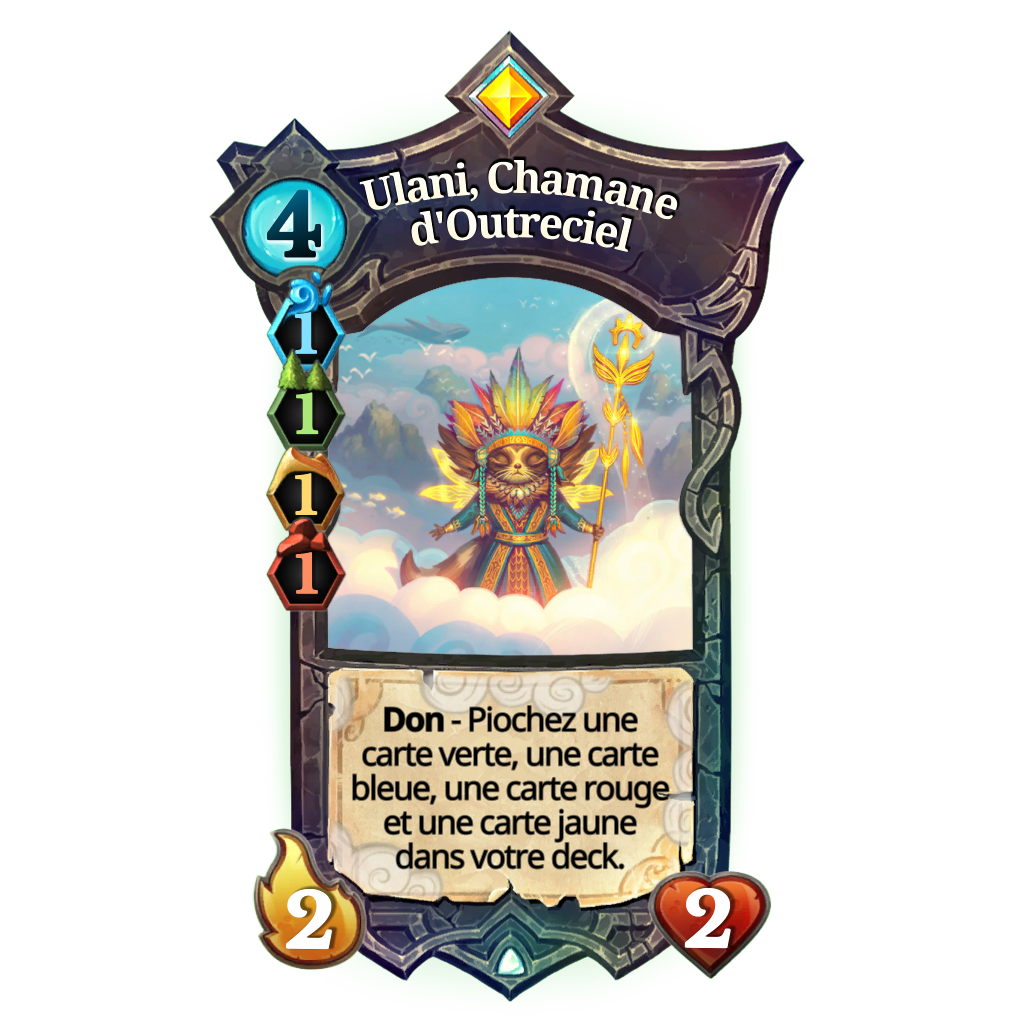 Ulani, Chamane
d'Outreciel
4
1
1
1
1
Don - Piochez une
carte verte, une carte
bleue, une carte rouge
et une carte jaune
dans votre deck.
2
2